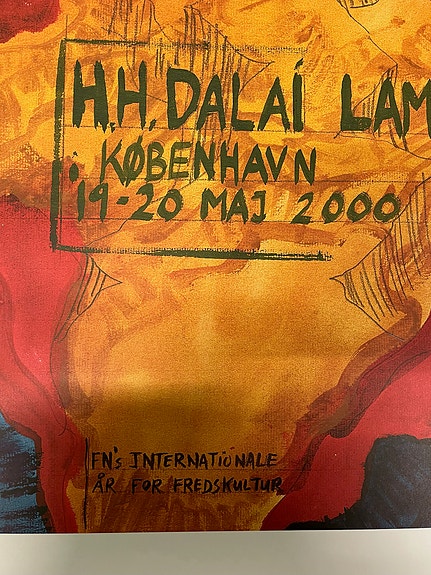 H.H. DALAI LAM
i KØBENHAVN
19-20 MAJ 2000
FN's INTERNATIONALE
ÅR FOR FREDSKULTUR